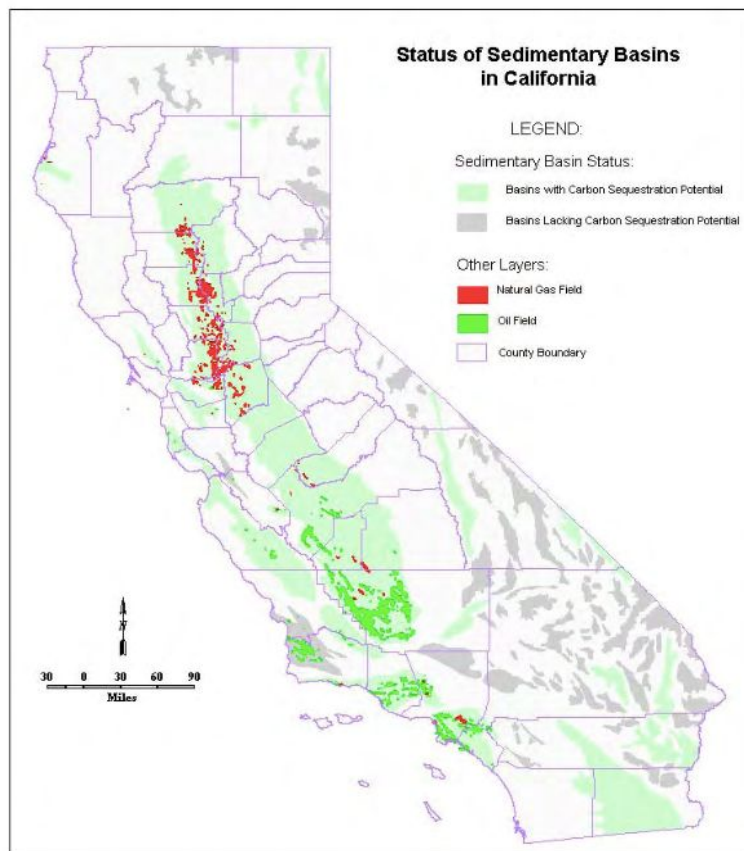 Status of Sedimentary Basins
in California
LEGEND:
Sedimentary Basin Status:
Basins with Carbon Sequestration Potential
Basins Lacking Carbon Sequestration Potential
Other Layers:
Natural Gas Field
Oil Field
County Boundary
N
30 0 30 60 90
Miles